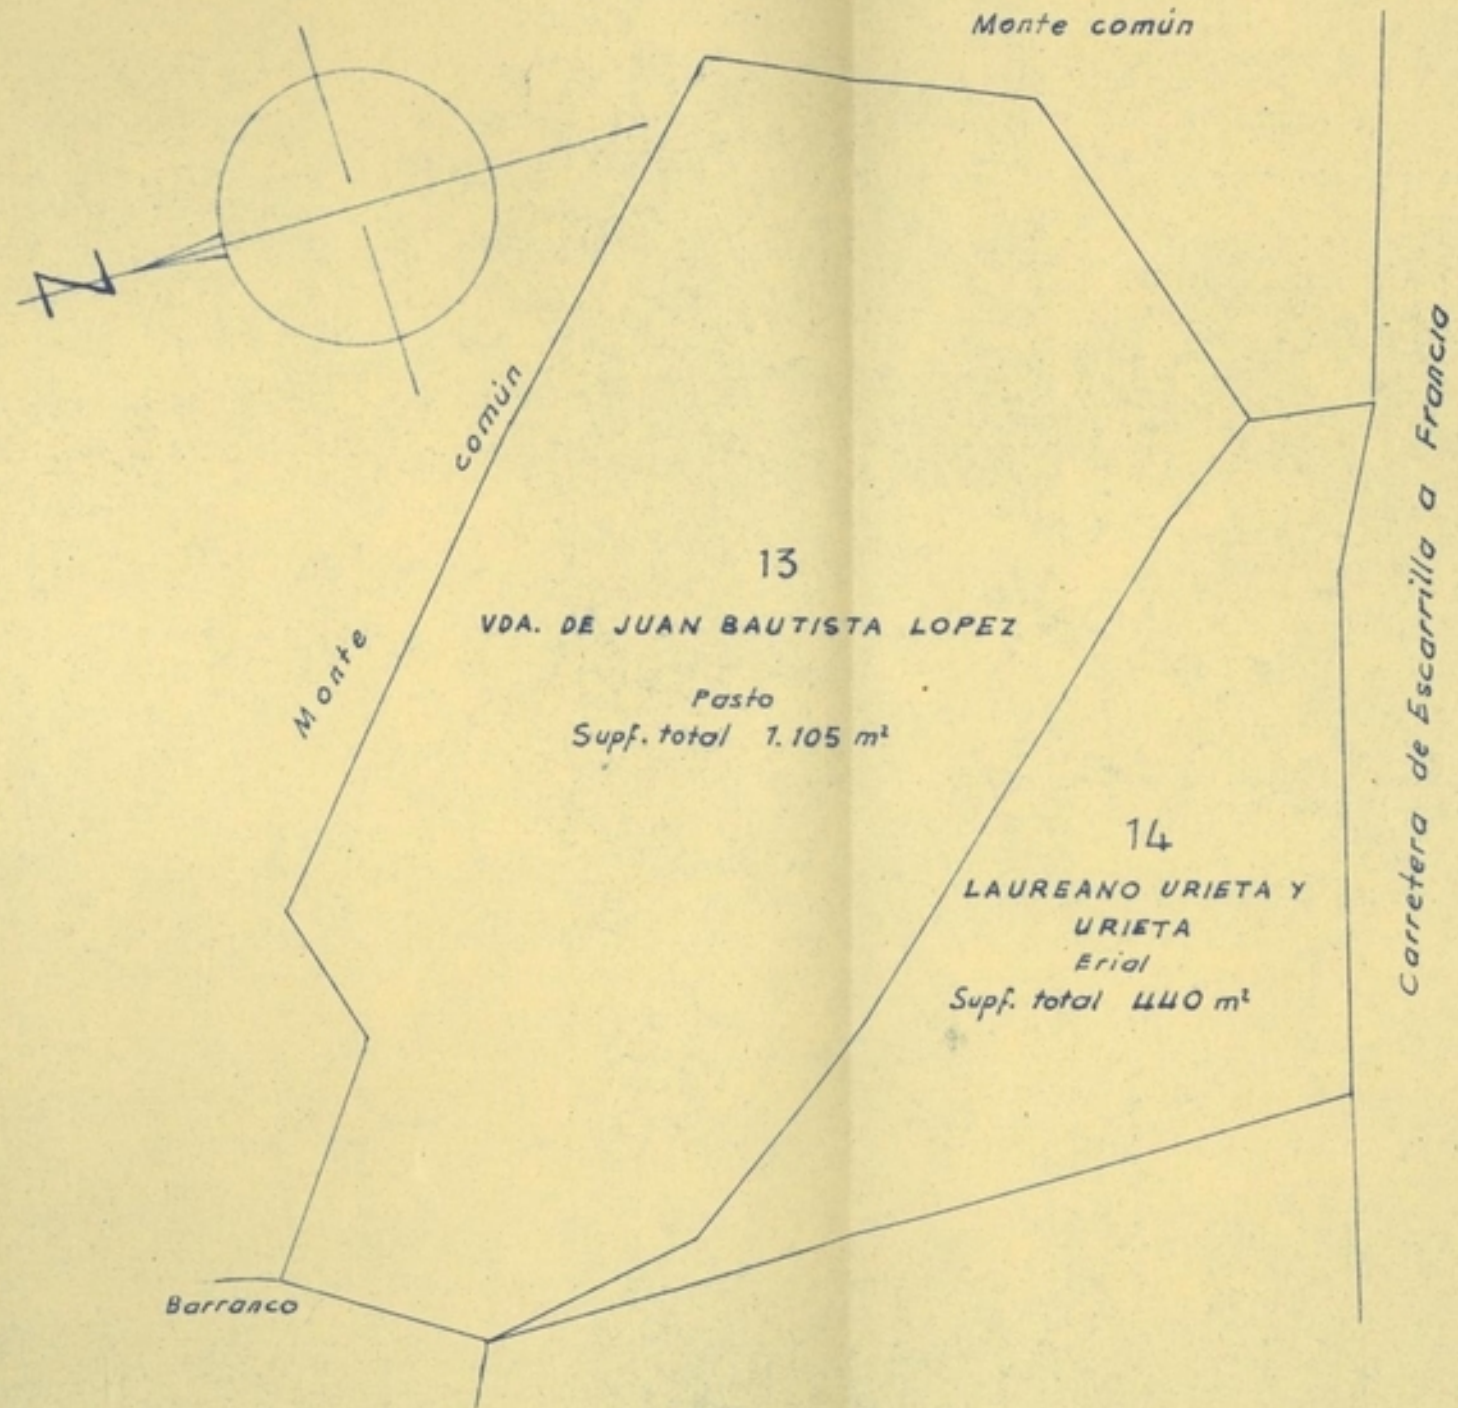 Monte común
N
Monte común
Carretera de Escarrilla a Francia
13
VDA. DE JUAN BAUTISTA LOPEZ
Pasto
Supf. total 1.105 m²
14
LAUREANO URIETA Y
URIETA
Erial
Supf. total 440 m²
Barranco